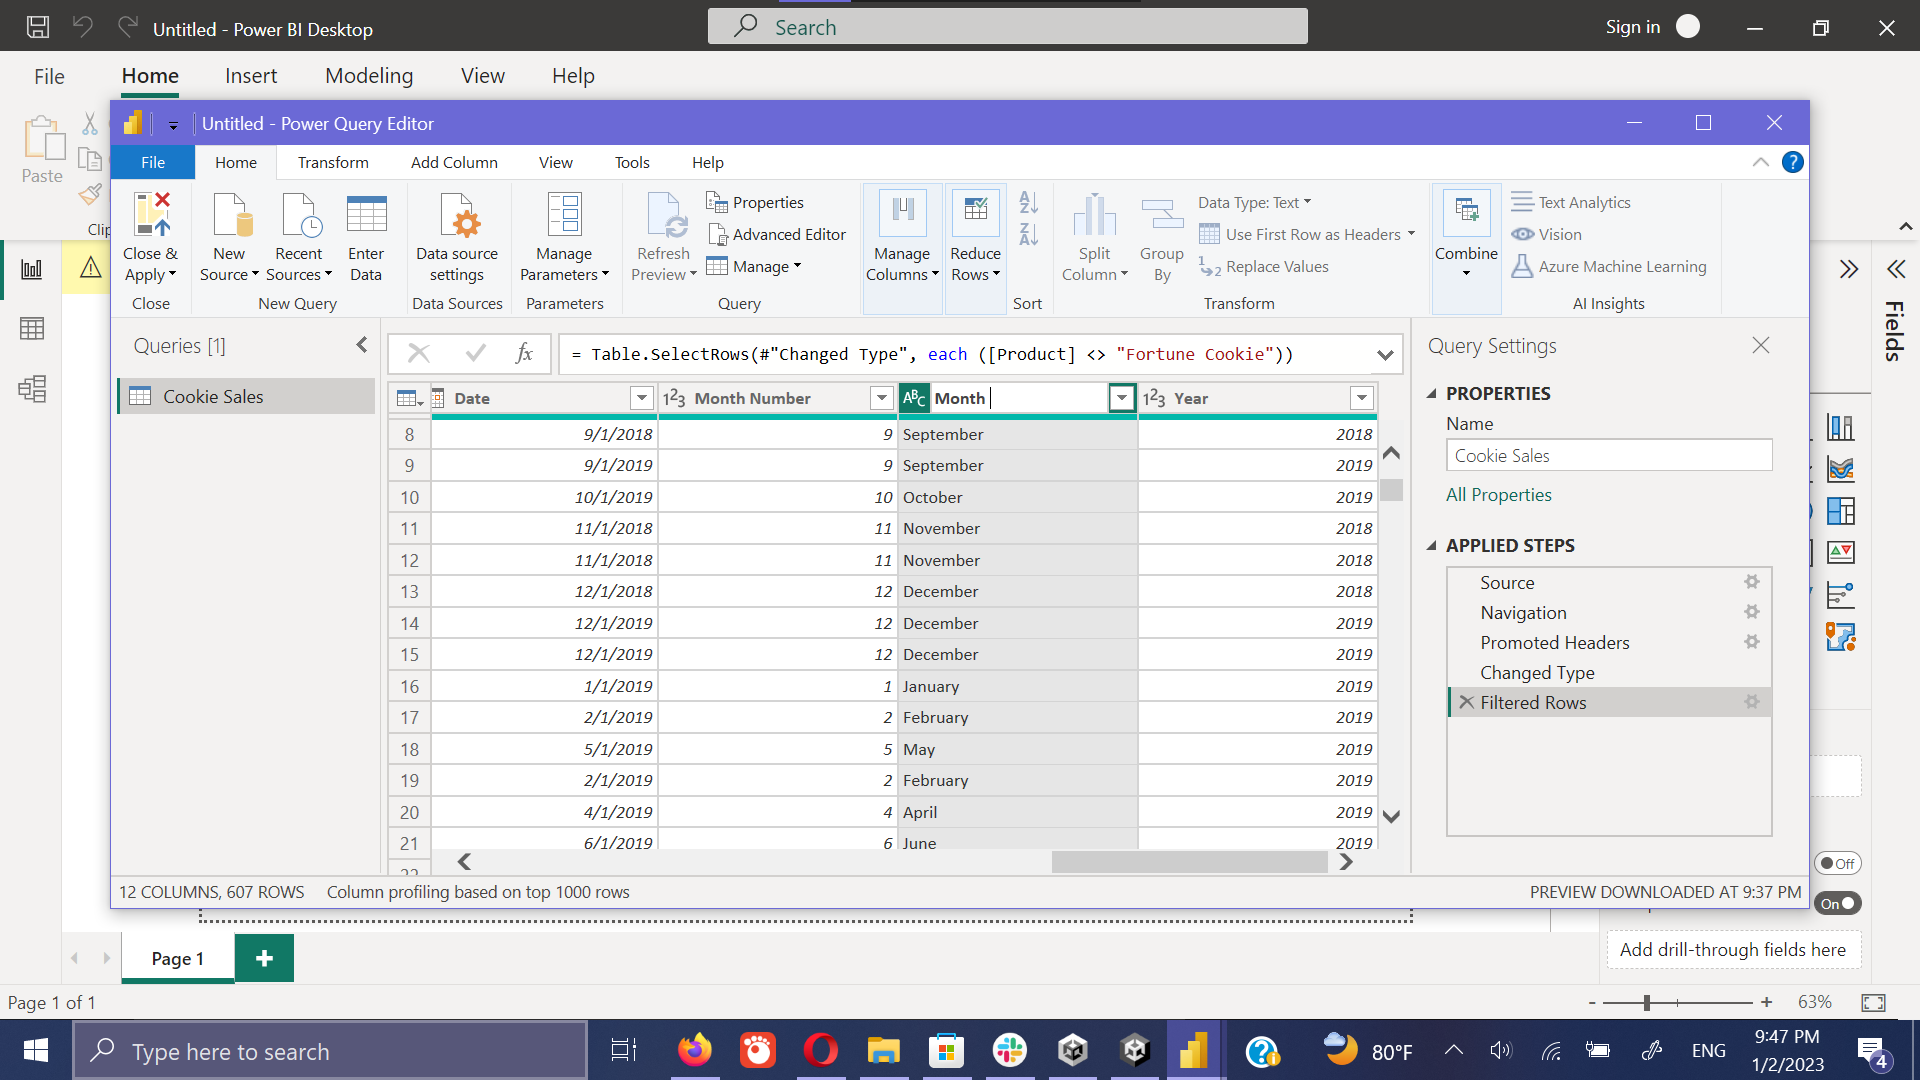 Untitled - Power BI Desktop
Search
Sign in
File Home Insert Modeling View Help
Paste
Clip
Untitled - Power Query Editor
File Home Transform Add Column View Tools Help
Close & Apply
Close
New Source
Recent Sources
Enter Data
New Query
Data source settings
Data Sources
Manage Parameters
Parameters
Refresh Preview
Properties
Advanced Editor
Manage
Query
Manage Columns
Reduce Rows
Sort
Split Column
Group By
Data Type: Text
Use First Row as Headers
Replace Values
Transform
Combine
Text Analytics
Vision
Azure Machine Learning
AI Insights
Fields
Queries [1]
Cookie Sales
fx
= Table.SelectRows(#"Changed Type", each ([Product] <> "Fortune Cookie"))
Date 123 Month Number ABC Month 123 Year
8 9/1/2018 9 September 2018
9 9/1/2019 9 September 2019
10 10/1/2019 10 October 2019
11 11/1/2018 11 November 2018
12 11/1/2018 11 November 2018
13 12/1/2018 12 December 2018
14 12/1/2019 12 December 2019
15 12/1/2019 12 December 2019
16 1/1/2019 1 January 2019
17 2/1/2019 2 February 2019
18 5/1/2019 5 May 2019
19 2/1/2019 2 February 2019
20 4/1/2019 4 April 2019
21 6/1/2019 6 June 2019
Query Settings
PROPERTIES
Name
Cookie Sales
All Properties
APPLIED STEPS
Source
Navigation
Promoted Headers
Changed Type
Filtered Rows
12 COLUMNS, 607 ROWS Column profiling based on top 1000 rows
PREVIEW DOWNLOADED AT 9:37 PM
Off
On
Add drill-through fields here
Page 1
Page 1 of 1
- + 63%
Type here to search
80°F
ENG
9:47 PM
1/2/2023
4